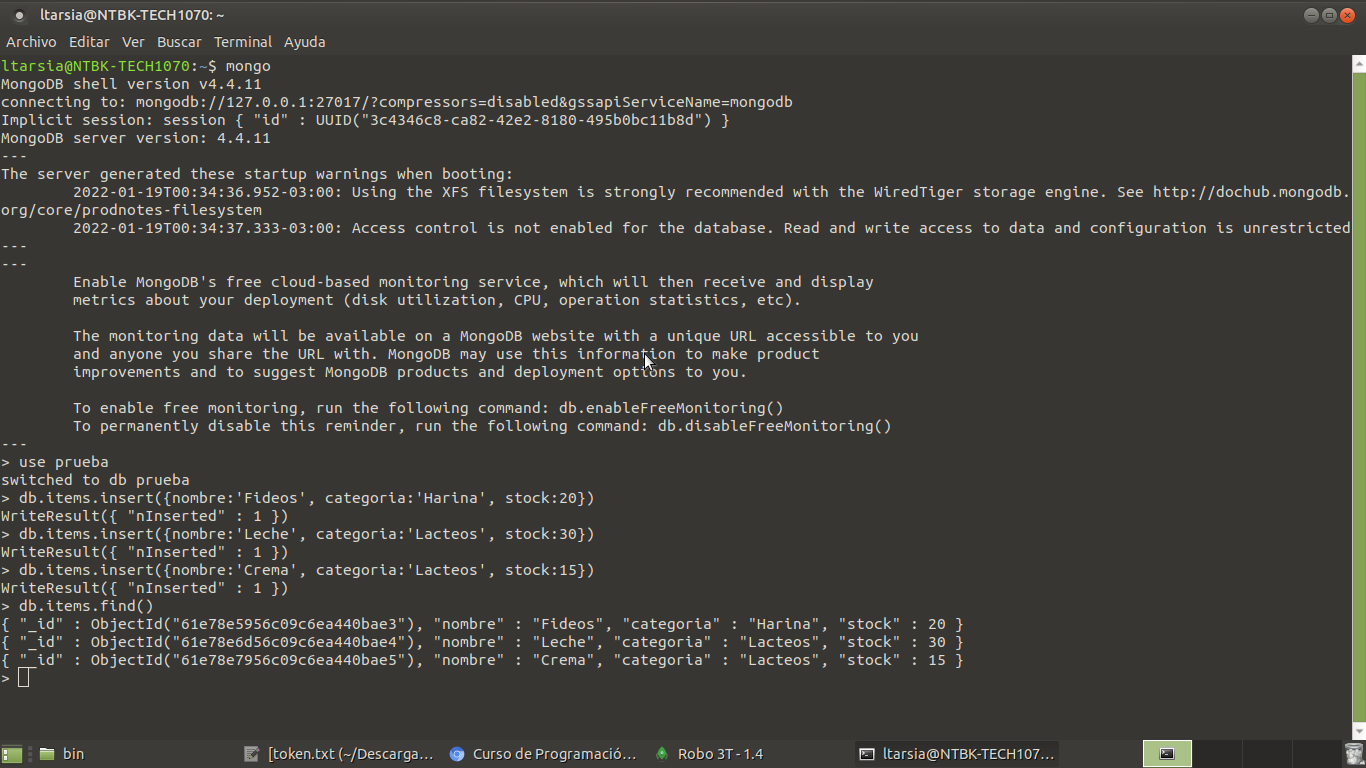 ltarsia@NTBK-TECH1070: ~
Archivo Editar Ver Buscar Terminal Ayuda
ltarsia@NTBK-TECH1070:~$ mongo
MongoDB shell version v4.4.11
connecting to: mongodb://127.0.0.1:27017/?compressors=disabled&gssapiServiceName=mongodb
Implicit session: session { "id" : UUID("3c4346c8-ca82-42e2-8180-495b0bc11b8d") }
MongoDB server version: 4.4.11
---
The server generated these startup warnings when booting:
        2022-01-19T00:34:36.952-03:00: Using the XFS filesystem is strongly recommended with the WiredTiger storage engine. See http://dochub.mongodb.
org/core/prodnotes-filesystem
        2022-01-19T00:34:37.333-03:00: Access control is not enabled for the database. Read and write access to data and configuration is unrestricted
---
---
        Enable MongoDB's free cloud-based monitoring service, which will then receive and display
        metrics about your deployment (disk utilization, CPU, operation statistics, etc).

        The monitoring data will be available on a MongoDB website with a unique URL accessible to you
        and anyone you share the URL with. MongoDB may use this information to make product
        improvements and to suggest MongoDB products and deployment options to you.

        To enable free monitoring, run the following command: db.enableFreeMonitoring()
        To permanently disable this reminder, run the following command: db.disableFreeMonitoring()
---
> use prueba
switched to db prueba
> db.items.insert({nombre:'Fideos', categoria:'Harina', stock:20})
WriteResult({ "nInserted" : 1 })
> db.items.insert({nombre:'Leche', categoria:'Lacteos', stock:30})
WriteResult({ "nInserted" : 1 })
> db.items.insert({nombre:'Crema', categoria:'Lacteos', stock:15})
WriteResult({ "nInserted" : 1 })
> db.items.find()
{ "_id" : ObjectId("61e78e5956c09c6ea440bae3"), "nombre" : "Fideos", "categoria" : "Harina", "stock" : 20 }
{ "_id" : ObjectId("61e78e6d56c09c6ea440bae4"), "nombre" : "Leche", "categoria" : "Lacteos", "stock" : 30 }
{ "_id" : ObjectId("61e78e7956c09c6ea440bae5"), "nombre" : "Crema", "categoria" : "Lacteos", "stock" : 15 }
>
bin [token.txt (~/Descarga... Curso de Programació... Robo 3T - 1.4 ltarsia@NTBK-TECH107...